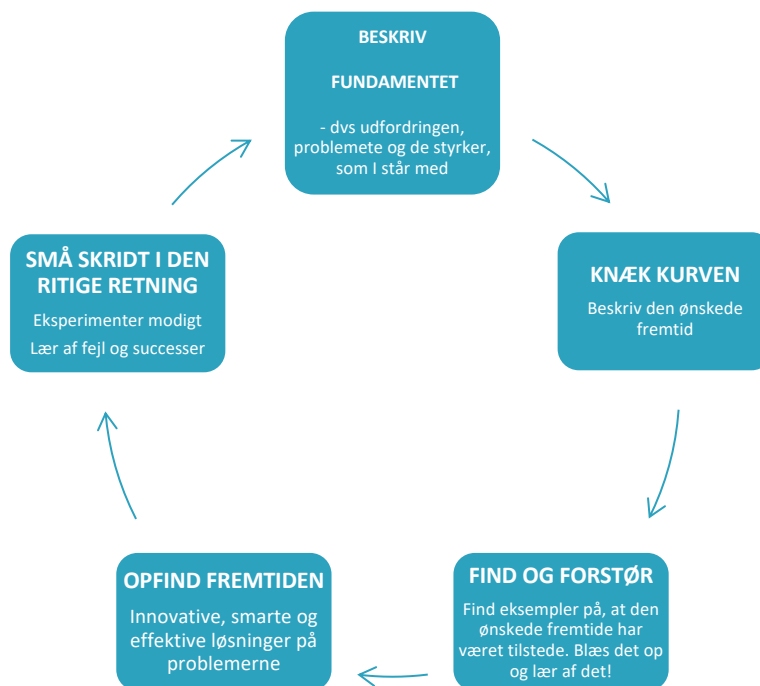 BESKRIV
FUNDAMENTET
- dvs udfordringen,
problemete og de styrker,
som I står med
KNÆK KURVEN
Beskriv den ønskede
fremtid
FIND OG FORSTØR
Find eksempler på, at den
ønskede fremtide har
været tilstede. Blæs det op
og lær af det!
OPFIND FREMTIDEN
Innovative, smarte og
effektive løsninger på
problemerne
SMÅ SKRIDT I DEN
RITIGE RETNING
Eksperimenter modigt
Lær af fejl og successer